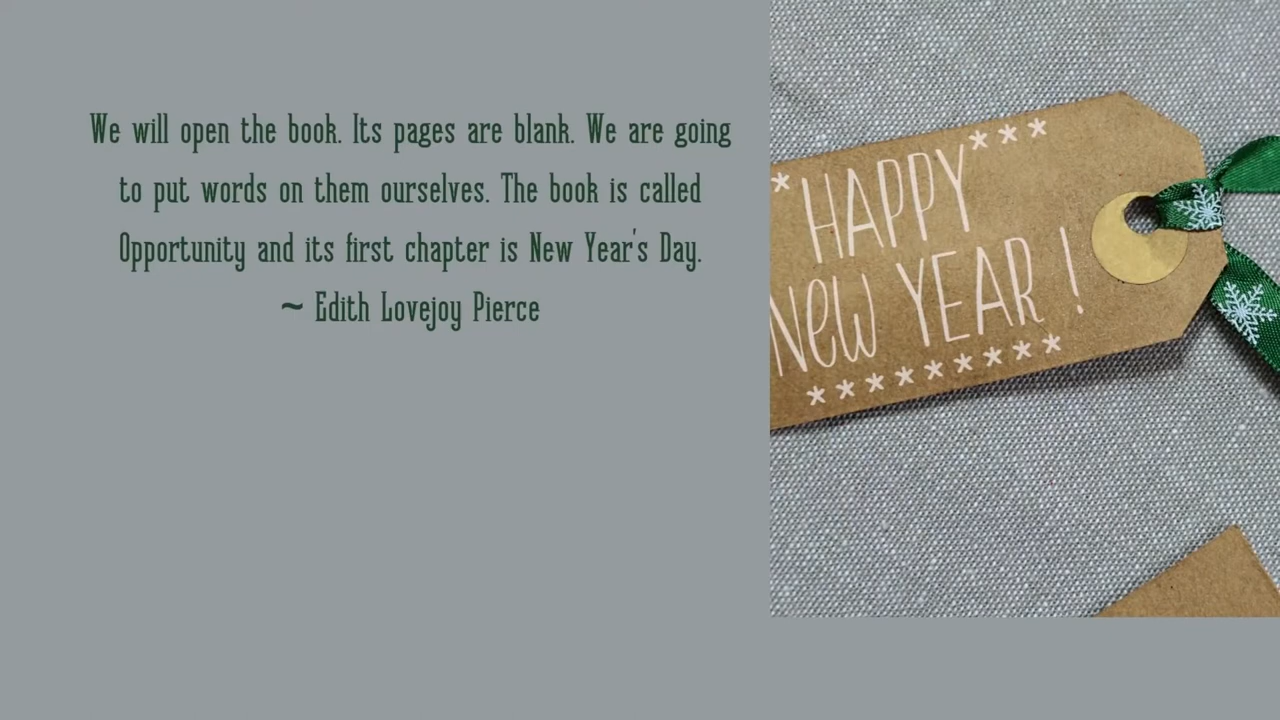 We will open the book. Its pages are blank. We are going
to put words on them ourselves. The book is called
Opportunity and its first chapter is New Year's Day.
~ Edith Lovejoy Pierce
*HAPPY***
New YEAR !
*********